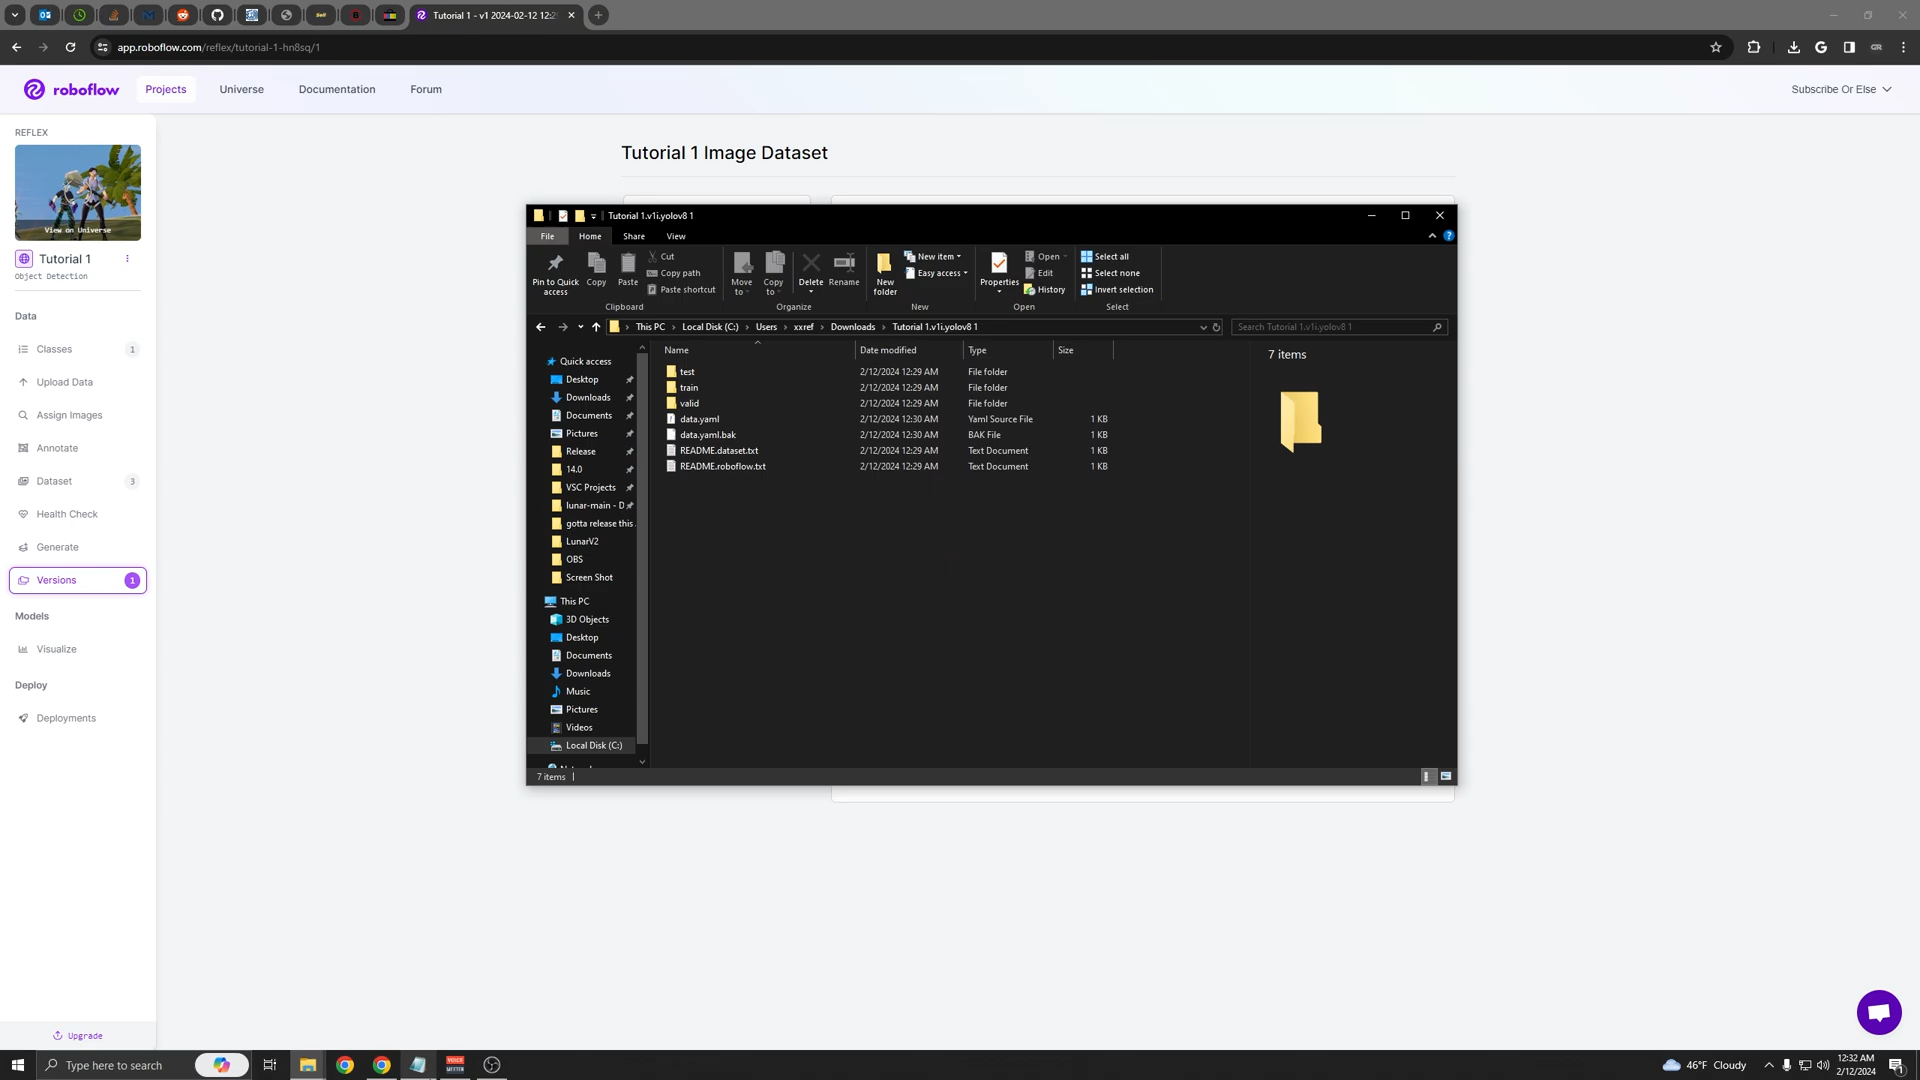 Self
Tutorial 1 - v1 2024-02-12 12:2
app.roboflow.com/reflex/tutorial-1-hn8sq/1
roboflow
Projects
Universe
Documentation
Forum
Subscribe Or Else
REFLEX
View on Universe
Tutorial 1
Object Detection
Data
Classes 1
Upload Data
Assign Images
Annotate
Dataset 3
Health Check
Generate
Versions 1
Models
Visualize
Deploy
Deployments
Upgrade
Tutorial 1 Image Dataset
Tutorial 1.v1i.yolov8 1
File Home Share View
Pin to Quick access
Copy
Paste
Cut
Copy path
Paste shortcut
Clipboard
Move to
Copy to
Delete
Rename
Organize
New folder
New item
Easy access
New
Properties
Open
Edit
History
Open
Select all
Select none
Invert selection
Select
This PC > Local Disk (C:) > Users > xxref > Downloads > Tutorial 1.v1i.yolov8 1
Search Tutorial 1.v1i.yolov8 1
Quick access
Desktop
Downloads
Documents
Pictures
Release
14.0
VSC Projects
lunar-main - D
gotta release this
LunarV2
OBS
Screen Shot
This PC
3D Objects
Desktop
Documents
Downloads
Music
Pictures
Videos
Local Disk (C:)
Name Date modified Type Size
test 2/12/2024 12:29 AM File folder
train 2/12/2024 12:29 AM File folder
valid 2/12/2024 12:29 AM File folder
data.yaml 2/12/2024 12:30 AM Yaml Source File 1 KB
data.yaml.bak 2/12/2024 12:30 AM BAK File 1 KB
README.dataset.txt 2/12/2024 12:29 AM Text Document 1 KB
README.roboflow.txt 2/12/2024 12:29 AM Text Document 1 KB
7 items
7 items
Type here to search
VOICE
MEETER
46°F Cloudy
12:32 AM
2/12/2024